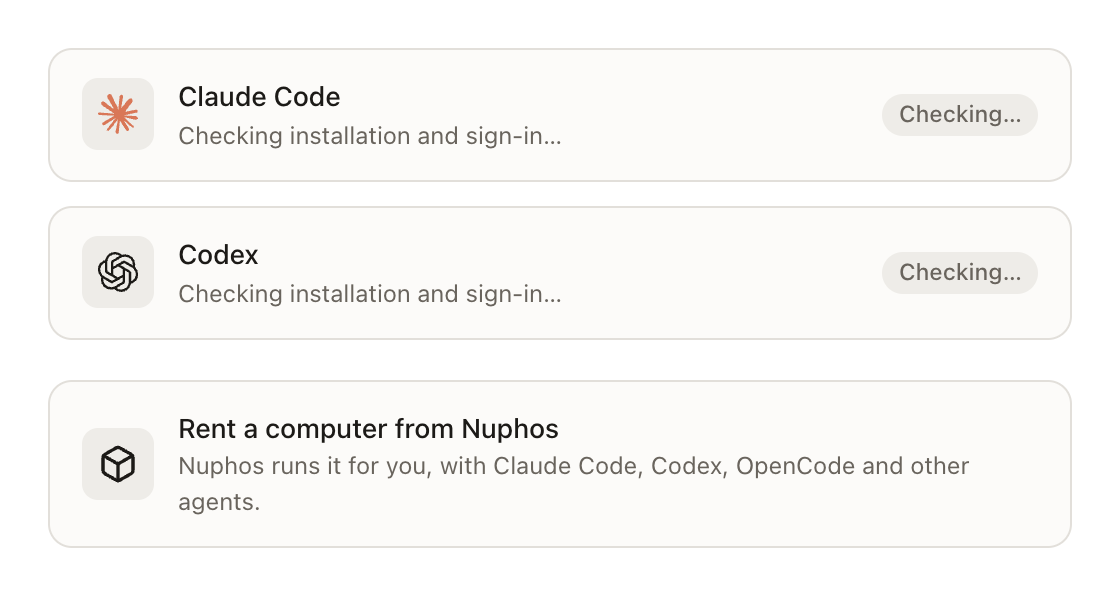 Claude Code
Checking installation and sign-in...
Checking...
Codex
Checking installation and sign-in...
Checking...
Rent a computer from Nuphos
Nuphos runs it for you, with Claude Code, Codex, OpenCode and other
agents.